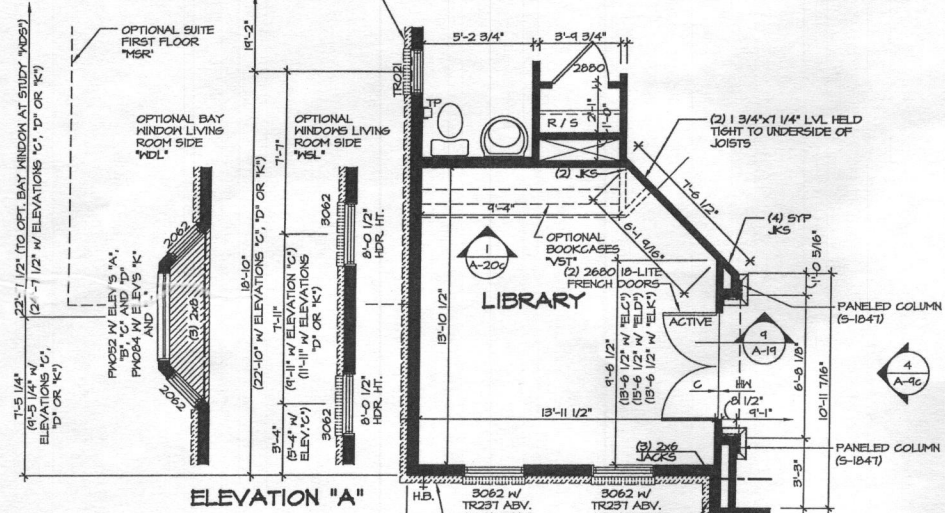 OPTIONAL SUITE
FIRST FLOOR
"MSR"
19'-2"
22'-7 1/2" (TO OPT. BAY WINDOW AT STUDY "WDS")
(24'-7 1/2" W/ ELEVATIONS "C", "D" OR "K")
7'-5 1/4"
(9'-5 1/4" W/
ELEVATIONS "C",
"D" OR "K")
OPTIONAL BAY
WINDOW LIVING
ROOM SIDE
"WDL"
2062
(3) 2x8
2062
PW052 W/ ELEV'S "A",
"B", "C" AND "D"
PW084 W/ ELEV'S "K"
AND
18'-10"
(22'-10" W/ ELEVATIONS "C", "D" OR "K")
OPTIONAL
WINDOWS LIVING
ROOM SIDE
"WSL"
7'-7"
7'-11"
(9'-11" W/ ELEVATION "C")
(11'-11" W/ ELEVATIONS
"D" OR "K")
3'-4"
(5'-4" W/
ELEV. "C")
3062
8'-0 1/2"
HDR. HT.
3062
8'-0 1/2"
HDR. HT.
ELEVATION "A"
5'-2 3/4"
3'-9 3/4"
TR021
TP
2880
2'-1"
1'-0"
R / S
(2) JKS
(2) 1 3/4"x7 1/4" LVL HELD
TIGHT TO UNDERSIDE OF
JOISTS
7'-6 1/2"
9'-4"
6'-1 9/16"
(4) SYP
JKS
1
A-20c
OPTIONAL
BOOKCASES
"VST"
(2) 2680 18-LITE
FRENCH DOORS
LIBRARY
13'-10 1/2"
9'-6 1/2"
(13'-6 1/2" W/ "ELC")
(15'-6 1/2" W/ "ELD")
(13'-6 1/2" W/ "ELK")
ACTIVE
9
A-19
1'-0 5/16"
PANELED COLUMN
(S-1847)
6'-8 1/8"
10'-11 7/16"
4
A-9c
C
HW
8 1/2"
9'-1"
13'-11 1/2"
(3) 2x6
JACKS
PANELED COLUMN
(S-1847)
3'-3"
H.B.
3062 W/
TR237 ABV.
3062 W/
TR237 ABV.